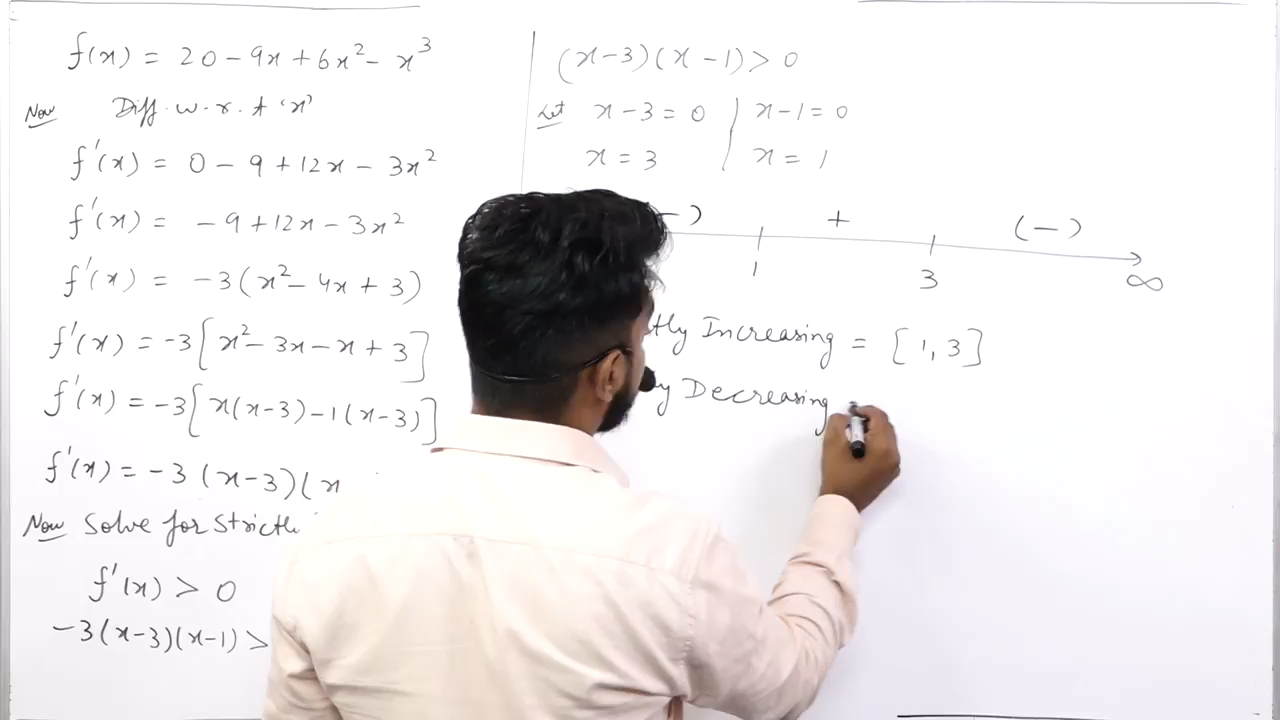 f(x) = 20 - 9x + 6x² - x³
Now Diff. w.r.t 'x'
f'(x) = 0 - 9 + 12x - 3x²
f'(x) = - 9 + 12x - 3x²
f'(x) = -3(x² - 4x + 3)
f'(x) = -3[x² - 3x - x + 3]
f'(x) = -3[x(x-3) - 1(x-3)]
f'(x) = -3 (x-3)(x
Now Solve for
f'(x) > 0
-3(x-3)(x-1) >
(x-3)(x-1) > 0
Let x-3 = 0 | x-1 = 0
x = 3 | x = 1
-) + (-)
1 3 ∞
tly Increasing = [1, 3]
y Decreasing